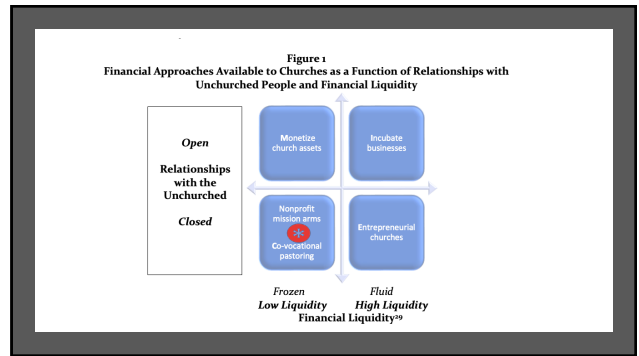 Figure 1
Financial Approaches Available to Churches as a Function of Relationships with
Unchurched People and Financial Liquidity
Open
Relationships
with the
Unchurched
Closed
Monetize
church assets
Incubate
businesses
Nonprofit
mission arms
*
Co-vocational
pastoring
Entrepreneurial
churches
Frozen Fluid
Low Liquidity High Liquidity
Financial Liquidity²⁹